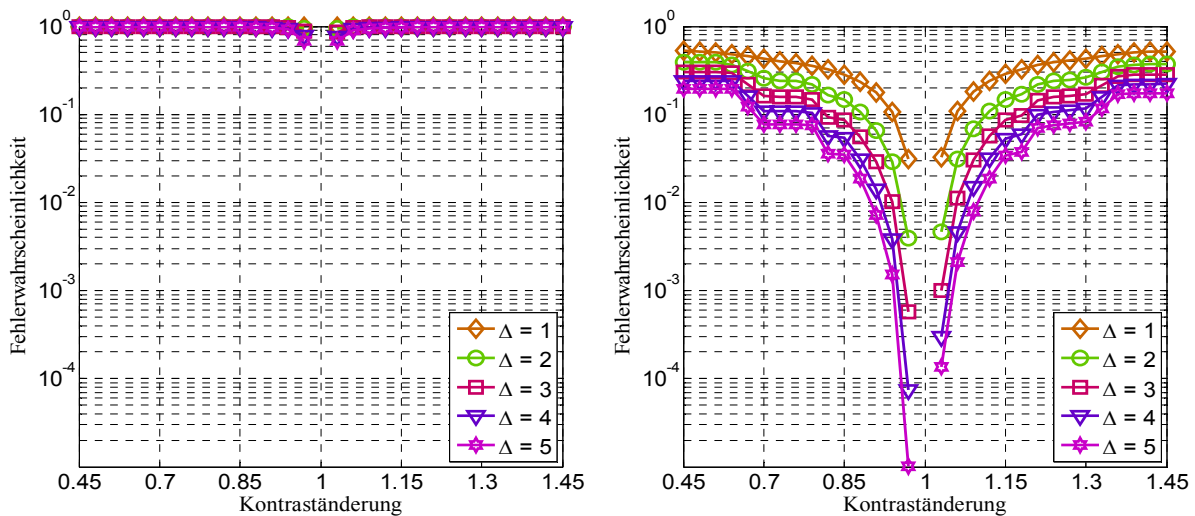 10^0
10^-1
10^-2
10^-3
10^-4
Fehlerwahrscheinlichkeit
Δ = 1
Δ = 2
Δ = 3
Δ = 4
Δ = 5
0.45 0.7 0.85 1 1.15 1.3 1.45
Kontraständerung
10^0
10^-1
10^-2
10^-3
10^-4
Fehlerwahrscheinlichkeit
Δ = 1
Δ = 2
Δ = 3
Δ = 4
Δ = 5
0.45 0.7 0.85 1 1.15 1.3 1.45
Kontraständerung